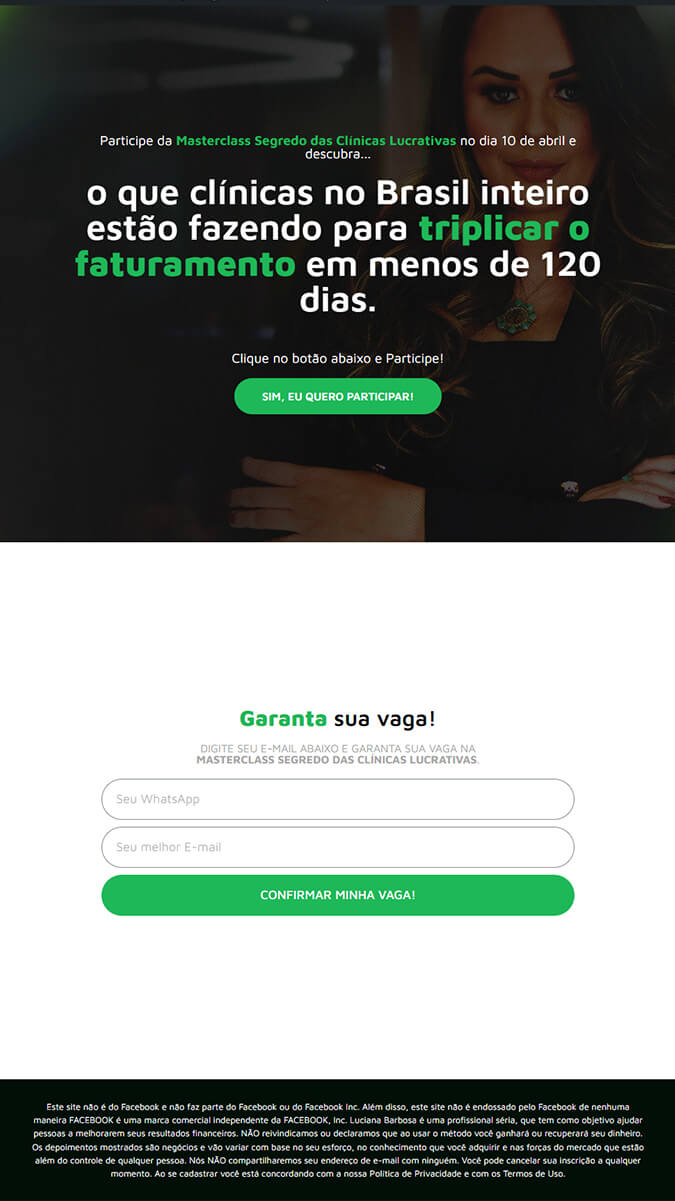 Participe da Masterclass Segredo das Clínicas Lucrativas no dia 10 de abril e
descubra...
o que clínicas no Brasil inteiro
estão fazendo para triplicar o
faturamento em menos de 120
dias.
Clique no botão abaixo e Participe!
SIM, EU QUERO PARTICIPAR!
Garanta sua vaga!
DIGITE SEU E-MAIL ABAIXO E GARANTA SUA VAGA NA
MASTERCLASS SEGREDO DAS CLÍNICAS LUCRATIVAS.
Seu WhatsApp
Seu melhor E-mail
CONFIRMAR MINHA VAGA!
Este site não é do Facebook e não faz parte do Facebook ou do Facebook Inc. Além disso, este site não é endossado pelo Facebook de nenhuma
maneira FACEBOOK é uma marca comercial independente da FACEBOOK, Inc. Luciana Barbosa é uma profissional séria, que tem como objetivo ajudar
pessoas a melhorarem seus resultados financeiros. NÃO reivindicamos ou declaramos que ao usar o método você ganhará ou recuperará seu dinheiro.
Os depoimentos mostrados são negócios e vão variar com base no seu esforço, no conhecimento que você adquirir e nas forças do mercado que estão
além do controle de qualquer pessoa. Nós NÃO compartilharemos seu endereço de e-mail com ninguém. Você pode cancelar sua inscrição a qualquer
momento. Ao se cadastrar você está concordando com a nossa Política de Privacidade e com os Termos de Uso.